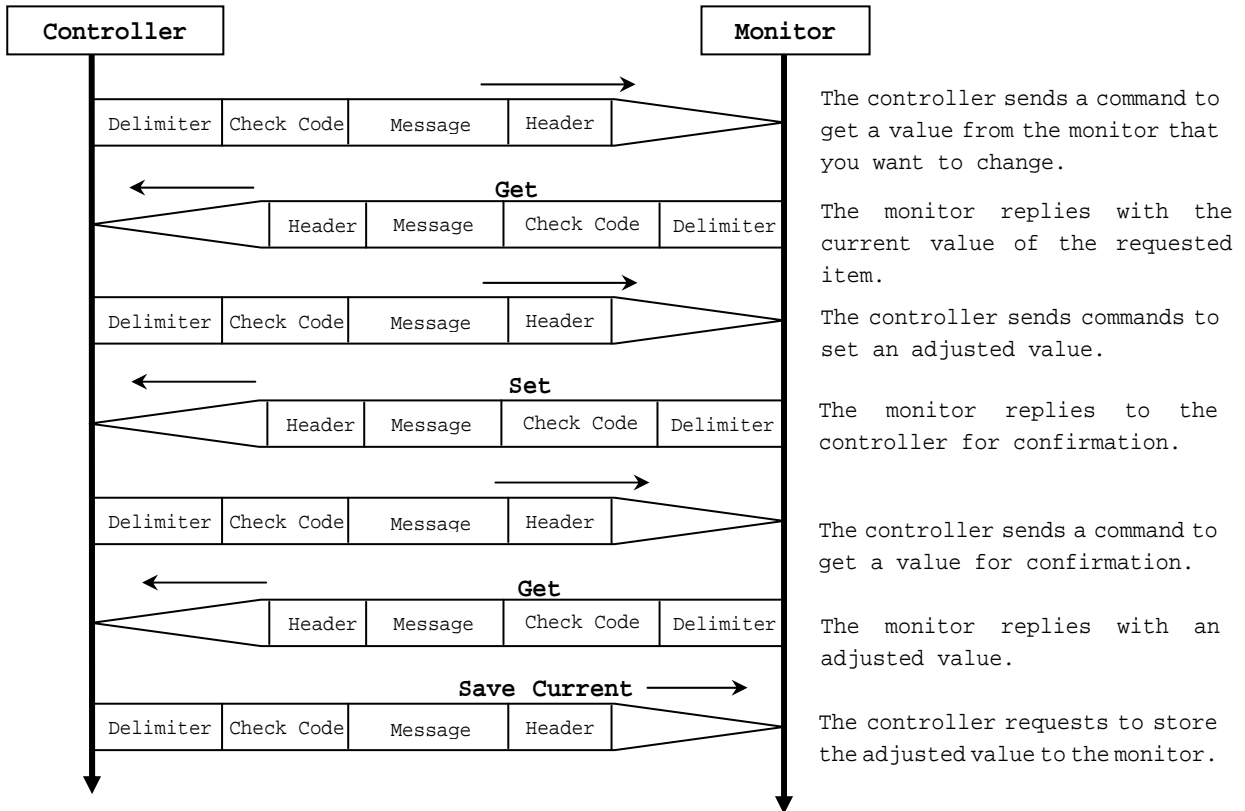 Controller
Monitor
Delimiter Check Code Message Header
The controller sends a command to
get a value from the monitor that
you want to change.
Get
Header Message Check Code Delimiter
The monitor replies with the
current value of the requested
item.
Delimiter Check Code Message Header
The controller sends commands to
set an adjusted value.
Set
Header Message Check Code Delimiter
The monitor replies to the
controller for confirmation.
Delimiter Check Code Message Header
The controller sends a command to
get a value for confirmation.
Get
Header Message Check Code Delimiter
The monitor replies with an
adjusted value.
Save Current
Delimiter Check Code Message Header
The controller requests to store
the adjusted value to the monitor.